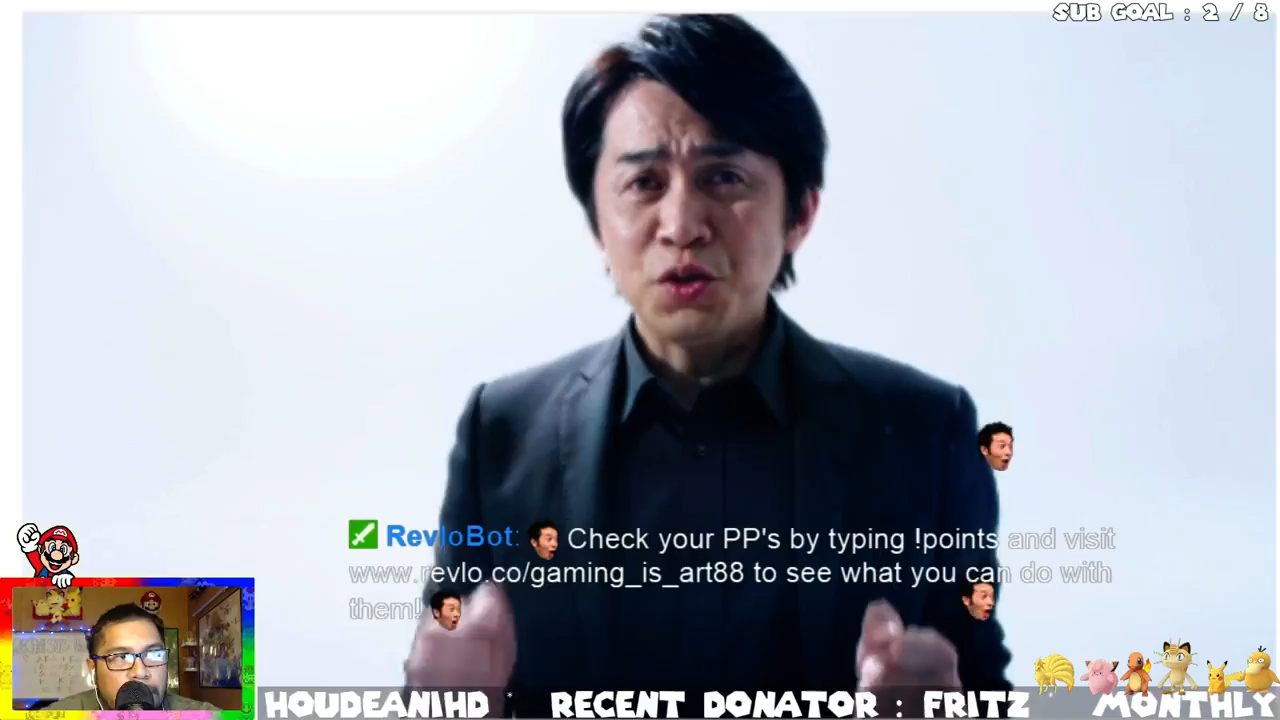 SUB GOAL : 2 / 8
RevloBot: Check your PP's by typing !points and visit
www.revlo.co/gaming_is_art88 to see what you can do with
them!
HOUDEANIHD * RECENT DONATOR : FRITZ MONTHLY